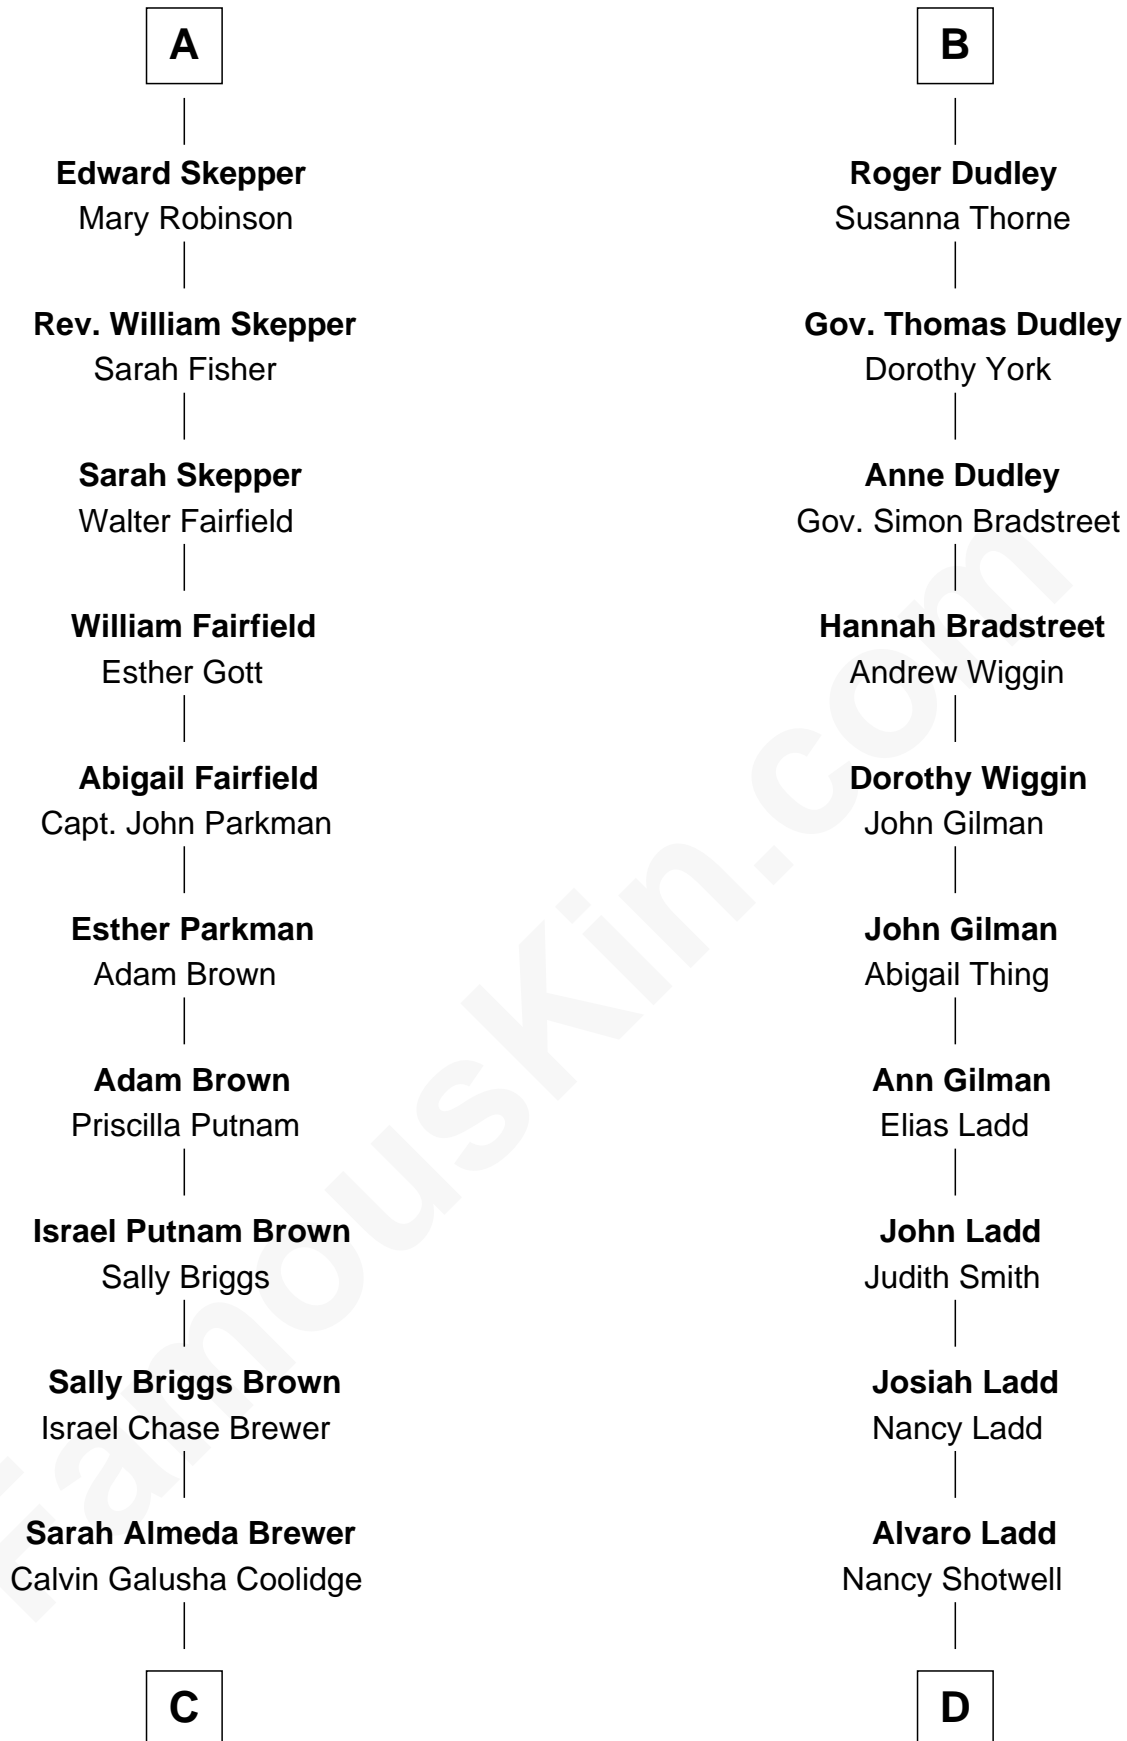 A
Edward Skepper
Mary Robinson
Rev. William Skepper
Sarah Fisher
Sarah Skepper
Walter Fairfield
William Fairfield
Esther Gott
Abigail Fairfield
Capt. John Parkman
Esther Parkman
Adam Brown
Adam Brown
Priscilla Putnam
Israel Putnam Brown
Sally Briggs
Sally Briggs Brown
Israel Chase Brewer
Sarah Almeda Brewer
Calvin Galusha Coolidge
C
B
Roger Dudley
Susanna Thorne
Gov. Thomas Dudley
Dorothy York
Anne Dudley
Gov. Simon Bradstreet
Hannah Bradstreet
Andrew Wiggin
Dorothy Wiggin
John Gilman
John Gilman
Abigail Thing
Ann Gilman
Elias Ladd
John Ladd
Judith Smith
Josiah Ladd
Nancy Ladd
Alvaro Ladd
Nancy Shotwell
D
FamousKin.com